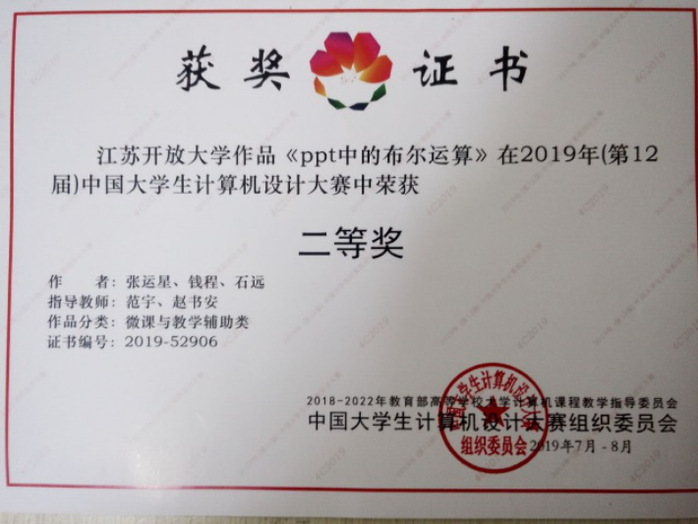 获奖证书
江苏开放大学作品《ppt中的布尔运算》在2019年(第12
届)中国大学生计算机设计大赛中荣获
二等奖
作　　者：张运星、钱程、石远
指导教师：范宇、赵书安
作品分类：微课与教学辅助类
证书编号：2019-52906
2018-2022年教育部高等学校大学计算机课程教学指导委员会
中国大学生计算机设计大赛组织委员会
组织委员会
2019年7月 - 8月